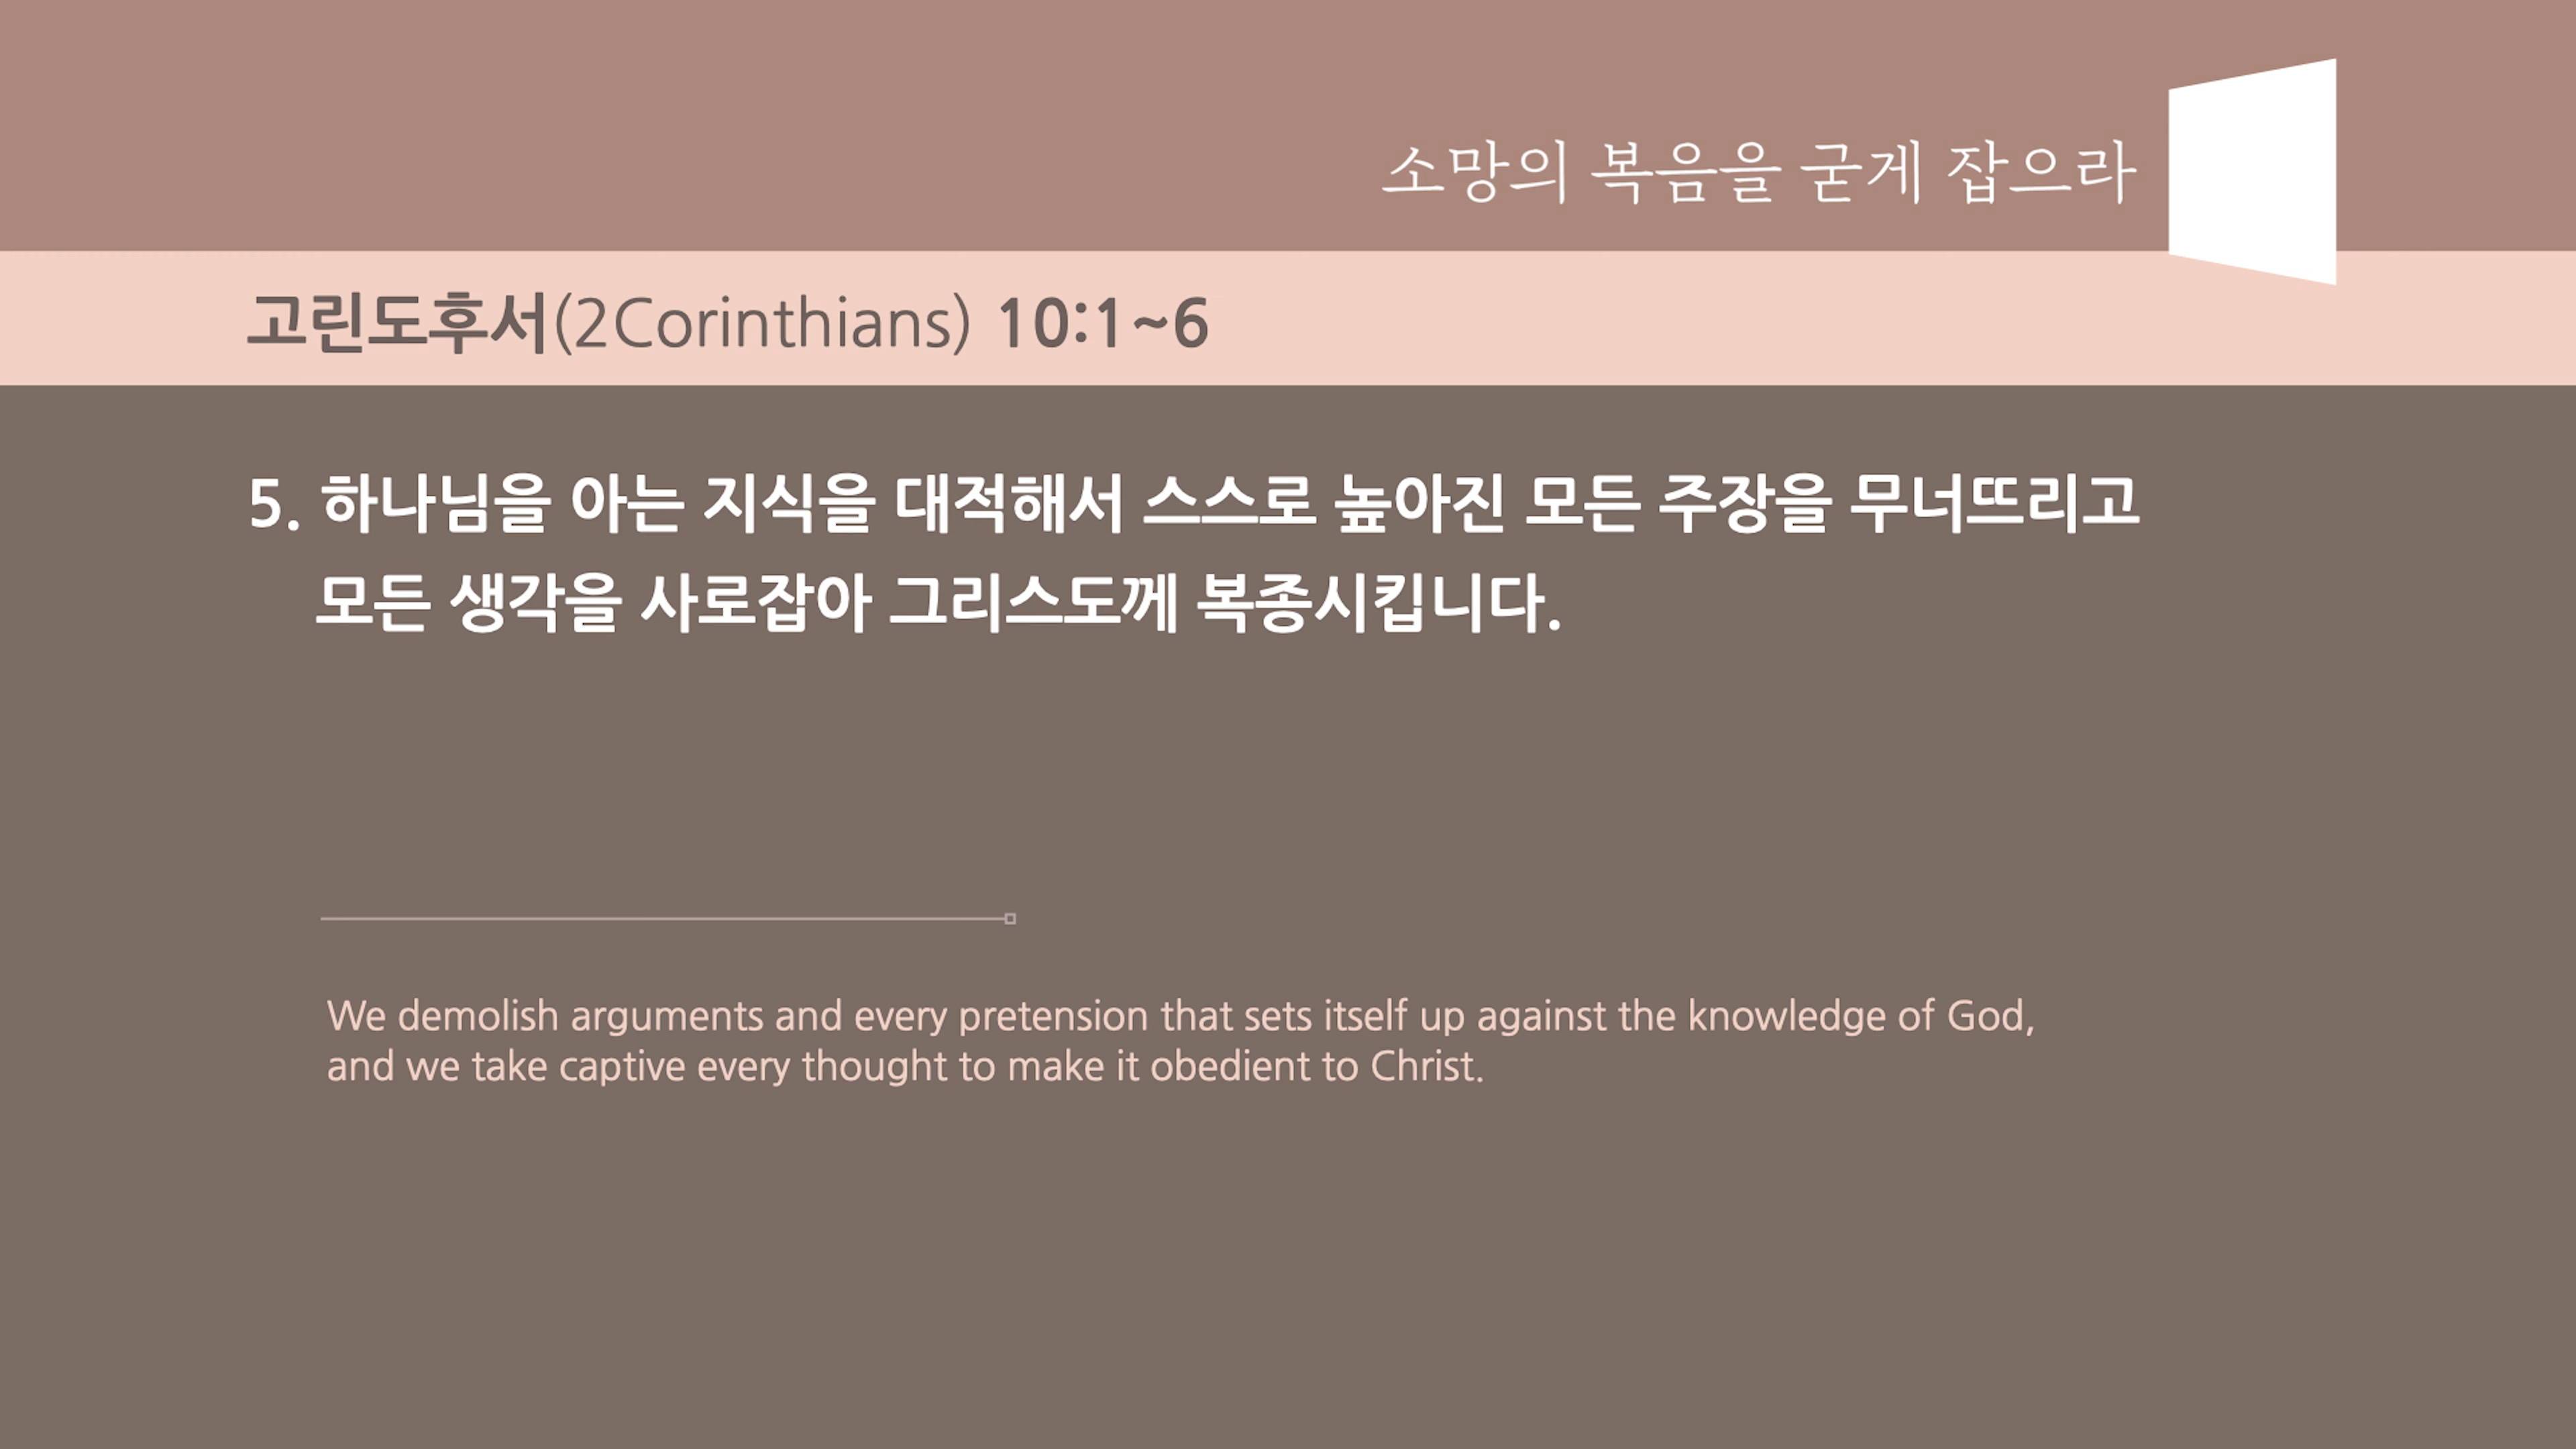 소망의 복음을 굳게 잡으라
고린도후서(2Corinthians) 10:1~6
5. 하나님을 아는 지식을 대적해서 스스로 높아진 모든 주장을 무너뜨리고
모든 생각을 사로잡아 그리스도께 복종시킵니다.
We demolish arguments and every pretension that sets itself up against the knowledge of God,
and we take captive every thought to make it obedient to Christ.